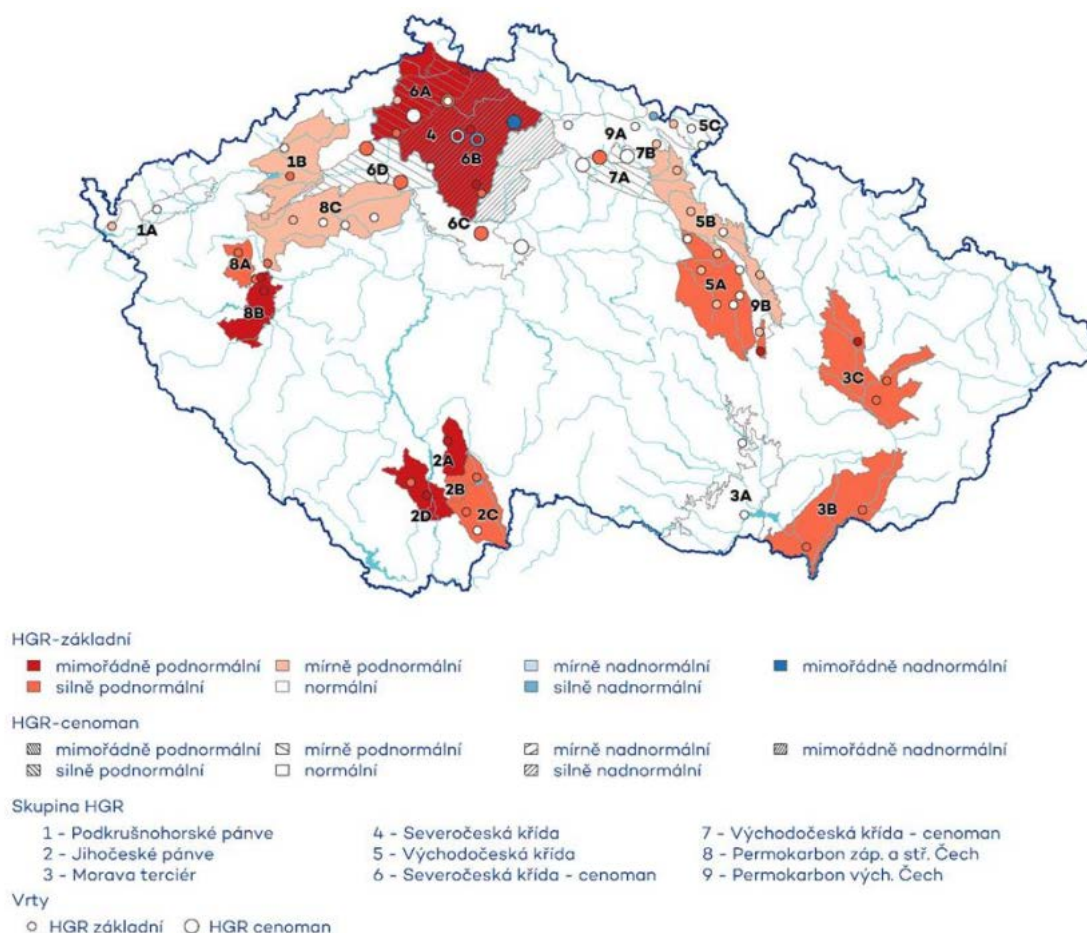 6A
5C
4
9A
7B
1B
6B
6D
7A
8C
6C
5B
1A
8A
5A
8B
9B
3C
2A
2B
3A
2D
2C
3B
HGR-základní
mimořádně podnormální mírně podnormální mírně nadnormální mimořádně nadnormální
silně podnormální normální silně nadnormální
HGR-cenoman
mimořádně podnormální mírně podnormální mírně nadnormální mimořádně nadnormální
silně podnormální normální silně nadnormální
Skupina HGR
1 - Podkrušnohorské pánve 4 - Severočeská křída 7 - Východočeská křída - cenoman
2 - Jihočeské pánve 5 - Východočeská křída 8 - Permokarbon záp. a stř. Čech
3 - Morava terciér 6 - Severočeská křída - cenoman 9 - Permokarbon vých. Čech
Vrty
HGR základní HGR cenoman